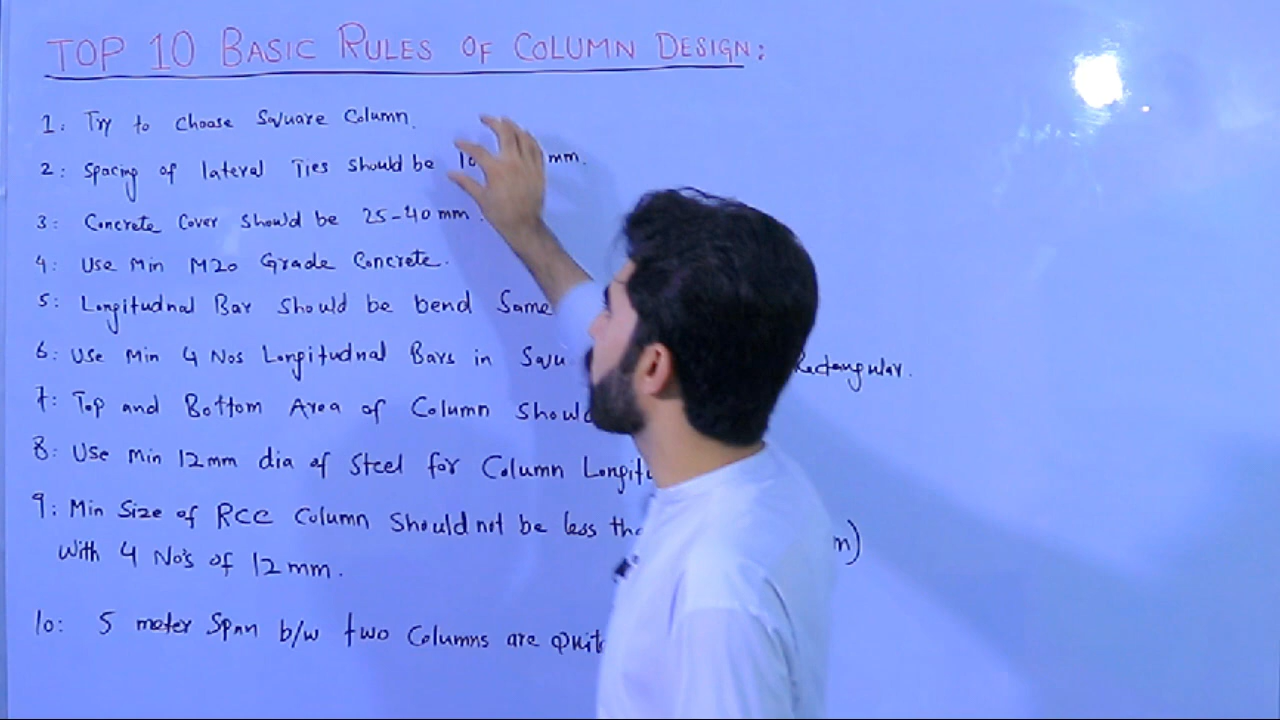 TOP 10 BASIC RULES OF COLUMN DESIGN:
1: Try to choose Square Column.
2: Spacing of lateral Ties should be mm.
3: Concrete Cover should be 25-40 mm.
4: Use Min M20 Grade Concrete.
5: Longitudnal Bar should be bend Same
6: Use Min 4 Nos Longitudnal Bars in Rectangular.
7: Top and Bottom Area of Column
8: Use Min 12mm dia of Steel for Column
9: Min Size of RCC Column Should not be less
With 4 No's of 12 mm.
10: 5 meter Span b/w two Columns are